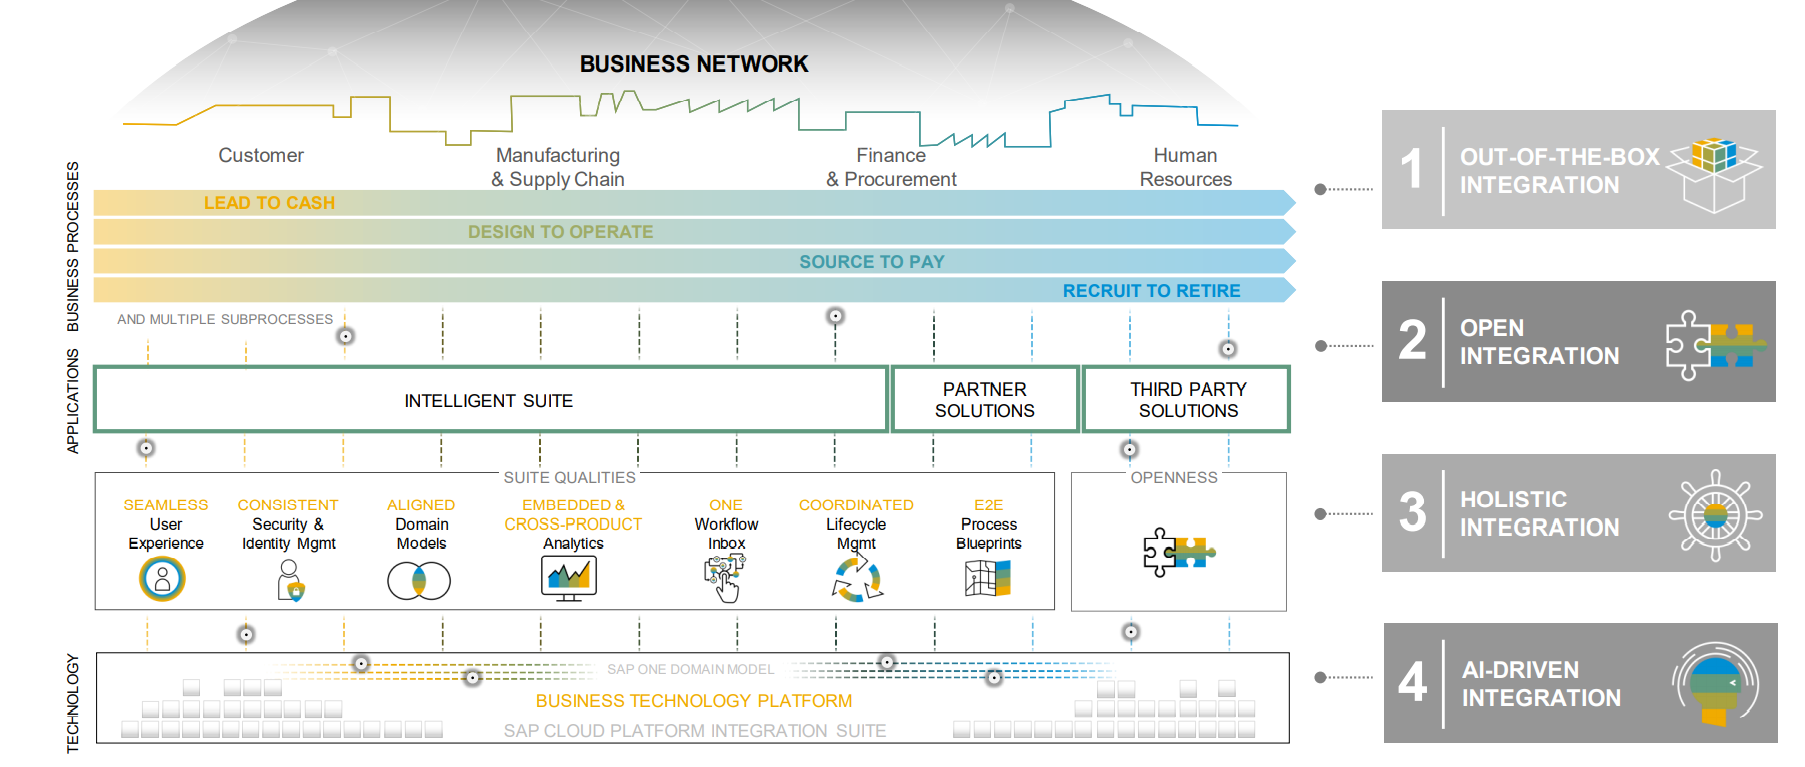 BUSINESS NETWORK
Customer
Manufacturing
& Supply Chain
Finance
& Procurement
Human
Resources
BUSINESS PROCESSES
LEAD TO CASH
DESIGN TO OPERATE
SOURCE TO PAY
RECRUIT TO RETIRE
AND MULTIPLE SUBPROCESSES
APPLICATIONS
INTELLIGENT SUITE
PARTNER
SOLUTIONS
THIRD PARTY
SOLUTIONS
SUITE QUALITIES
SEAMLESS
User
Experience
CONSISTENT
Security &
Identity Mgmt
ALIGNED
Domain
Models
EMBEDDED &
CROSS-PRODUCT
Analytics
ONE
Workflow
Inbox
COORDINATED
Lifecycle
Mgmt
E2E
Process
Blueprints
OPENNESS
TECHNOLOGY
SAP ONE DOMAIN MODEL
BUSINESS TECHNOLOGY PLATFORM
SAP CLOUD PLATFORM INTEGRATION SUITE
1
OUT-OF-THE-BOX
INTEGRATION
2
OPEN
INTEGRATION
3
HOLISTIC
INTEGRATION
4
AI-DRIVEN
INTEGRATION